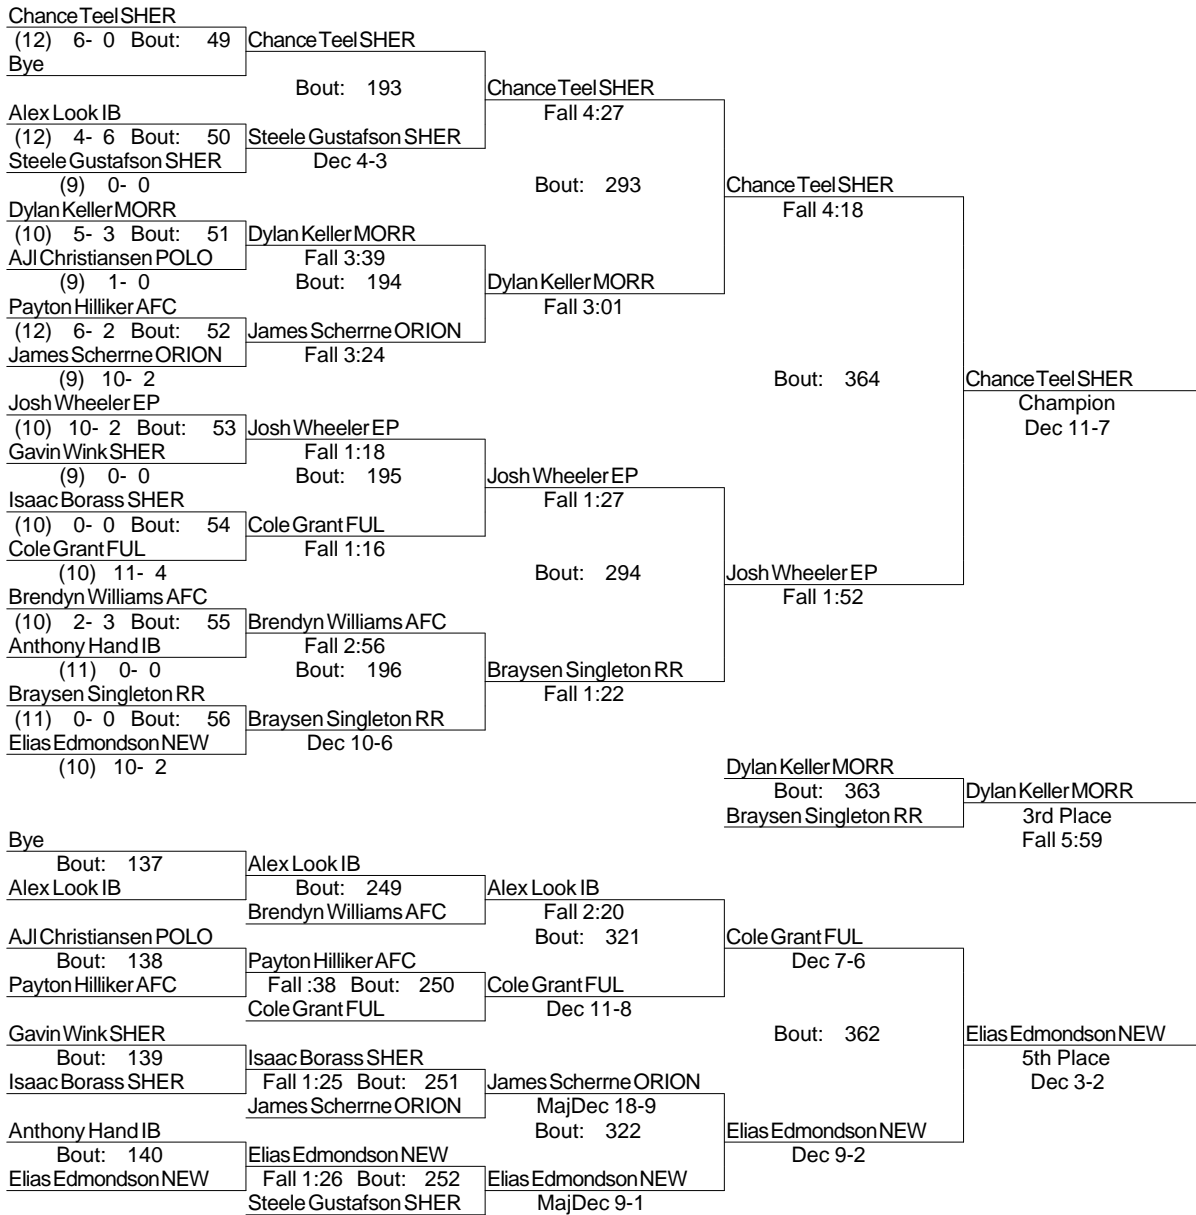 Chance Teel SHER
(12) 6- 0 Bout: 49 Chance Teel SHER
Bye
Bout: 193 Chance Teel SHER
Alex Look IB Fall 4:27
(12) 4- 6 Bout: 50 Steele Gustafson SHER
Steele Gustafson SHER Dec 4-3
(9) 0- 0 Bout: 293 Chance Teel SHER
Dylan Keller MORR Fall 4:18
(10) 5- 3 Bout: 51 Dylan Keller MORR
AJI Christiansen POLO Fall 3:39
(9) 1- 0 Bout: 194 Dylan Keller MORR
Payton Hilliker AFC Fall 3:01
(12) 6- 2 Bout: 52 James Scherrne ORION
James Scherrne ORION Fall 3:24
(9) 10- 2 Bout: 364 Chance Teel SHER
Josh Wheeler EP Champion
(10) 10- 2 Bout: 53 Josh Wheeler EP Dec 11-7
Gavin Wink SHER Fall 1:18
(9) 0- 0 Bout: 195 Josh Wheeler EP
Isaac Borass SHER Fall 1:27
(10) 0- 0 Bout: 54 Cole Grant FUL
Cole Grant FUL Fall 1:16
(10) 11- 4 Bout: 294 Josh Wheeler EP
Brendyn Williams AFC Fall 1:52
(10) 2- 3 Bout: 55 Brendyn Williams AFC
Anthony Hand IB Fall 2:56
(11) 0- 0 Bout: 196 Braysen Singleton RR
Braysen Singleton RR Fall 1:22
(11) 0- 0 Bout: 56 Braysen Singleton RR
Elias Edmondson NEW Dec 10-6
(10) 10- 2 Dylan Keller MORR
Bout: 363 Dylan Keller MORR
Braysen Singleton RR 3rd Place
Bye Fall 5:59
Bout: 137 Alex Look IB
Alex Look IB Bout: 249 Alex Look IB
Brendyn Williams AFC Fall 2:20
AJI Christiansen POLO Bout: 321 Cole Grant FUL
Bout: 138 Payton Hilliker AFC Dec 7-6
Payton Hilliker AFC Fall :38 Bout: 250 Cole Grant FUL
Cole Grant FUL Dec 11-8
Gavin Wink SHER Bout: 362 Elias Edmondson NEW
Bout: 139 Isaac Borass SHER 5th Place
Isaac Borass SHER Fall 1:25 Bout: 251 James Scherrne ORION Dec 3-2
James Scherrne ORION MajDec 18-9
Anthony Hand IB Bout: 322 Elias Edmondson NEW
Bout: 140 Elias Edmondson NEW Dec 9-2
Elias Edmondson NEW Fall 1:26 Bout: 252 Elias Edmondson NEW
Steele Gustafson SHER MajDec 9-1